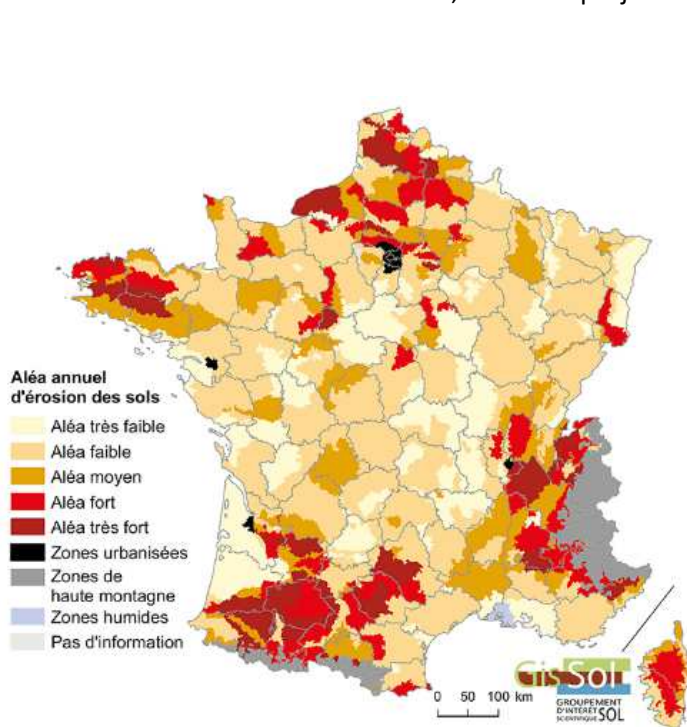 Aléa annuel
d'érosion des sols
Aléa très faible
Aléa faible
Aléa moyen
Aléa fort
Aléa très fort
Zones urbanisées
Zones de
haute montagne
Zones humides
Pas d'information
0 50 100 km
Gis Sol
GROUPEMENT
D'INTÉRÊT
SCIENTIFIQUE SOL